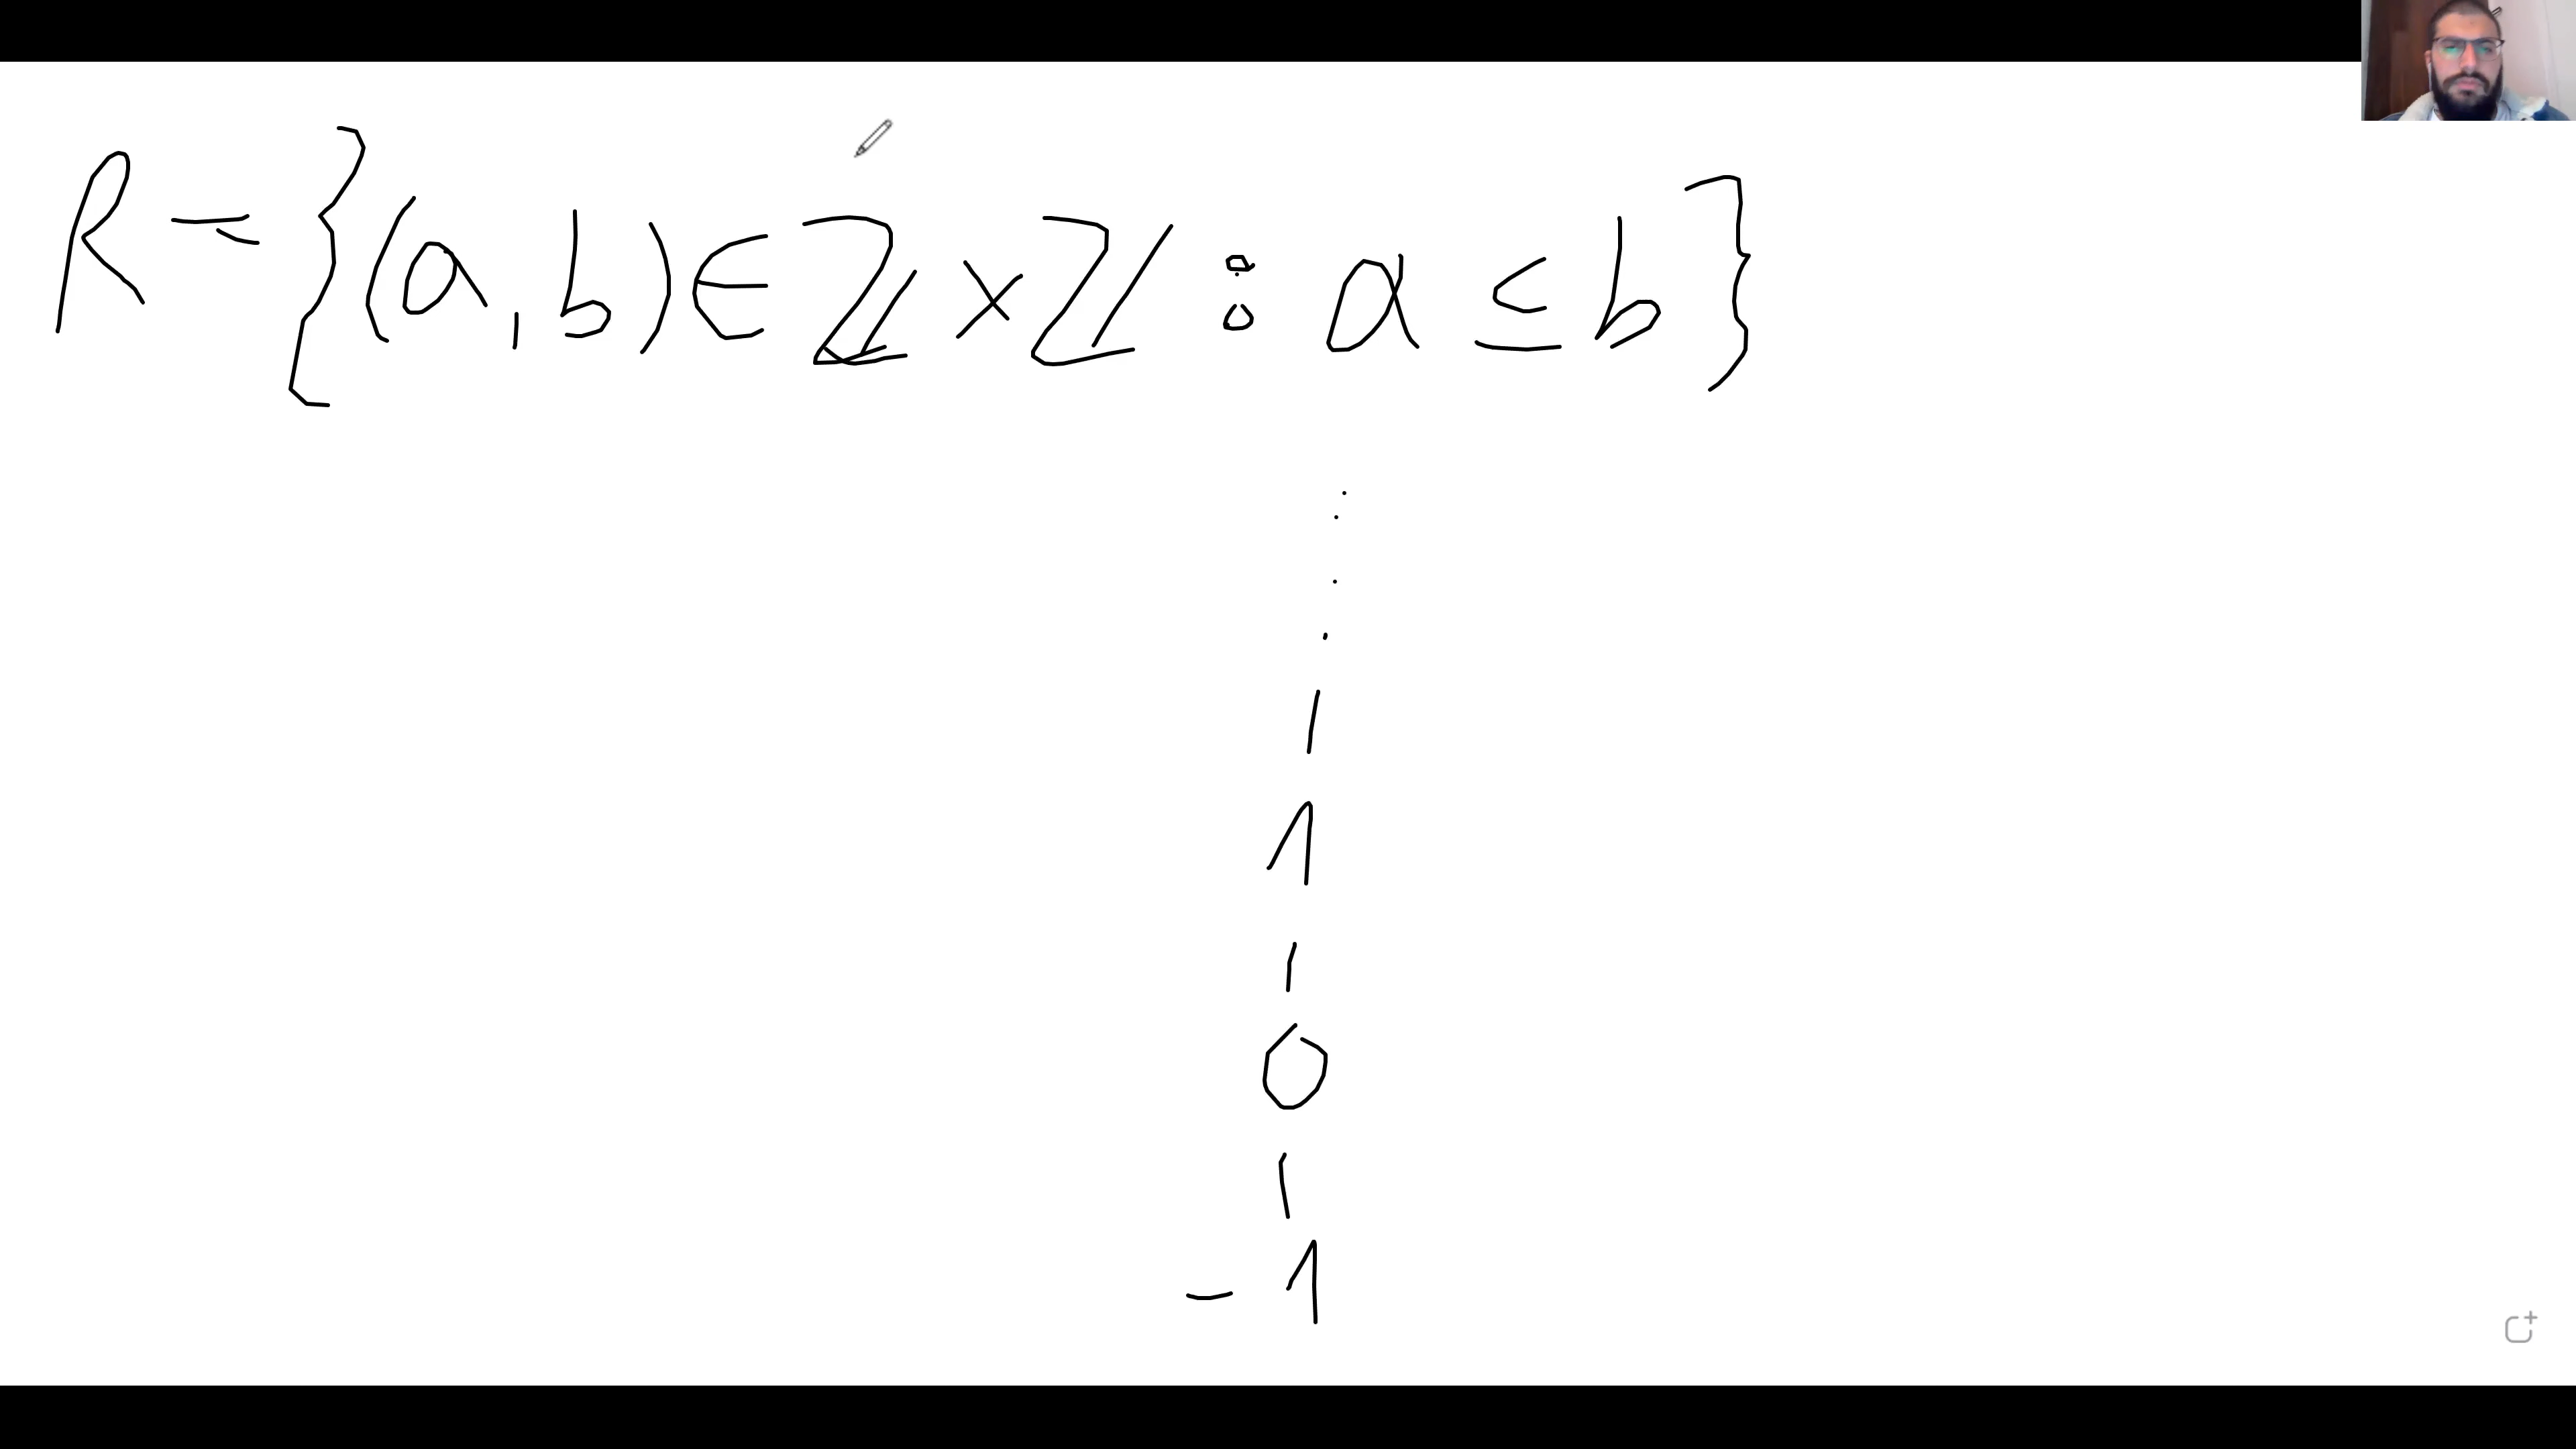 R = {(a, b) ∈ ℤ × ℤ : a ≤ b}
1
0
- 1